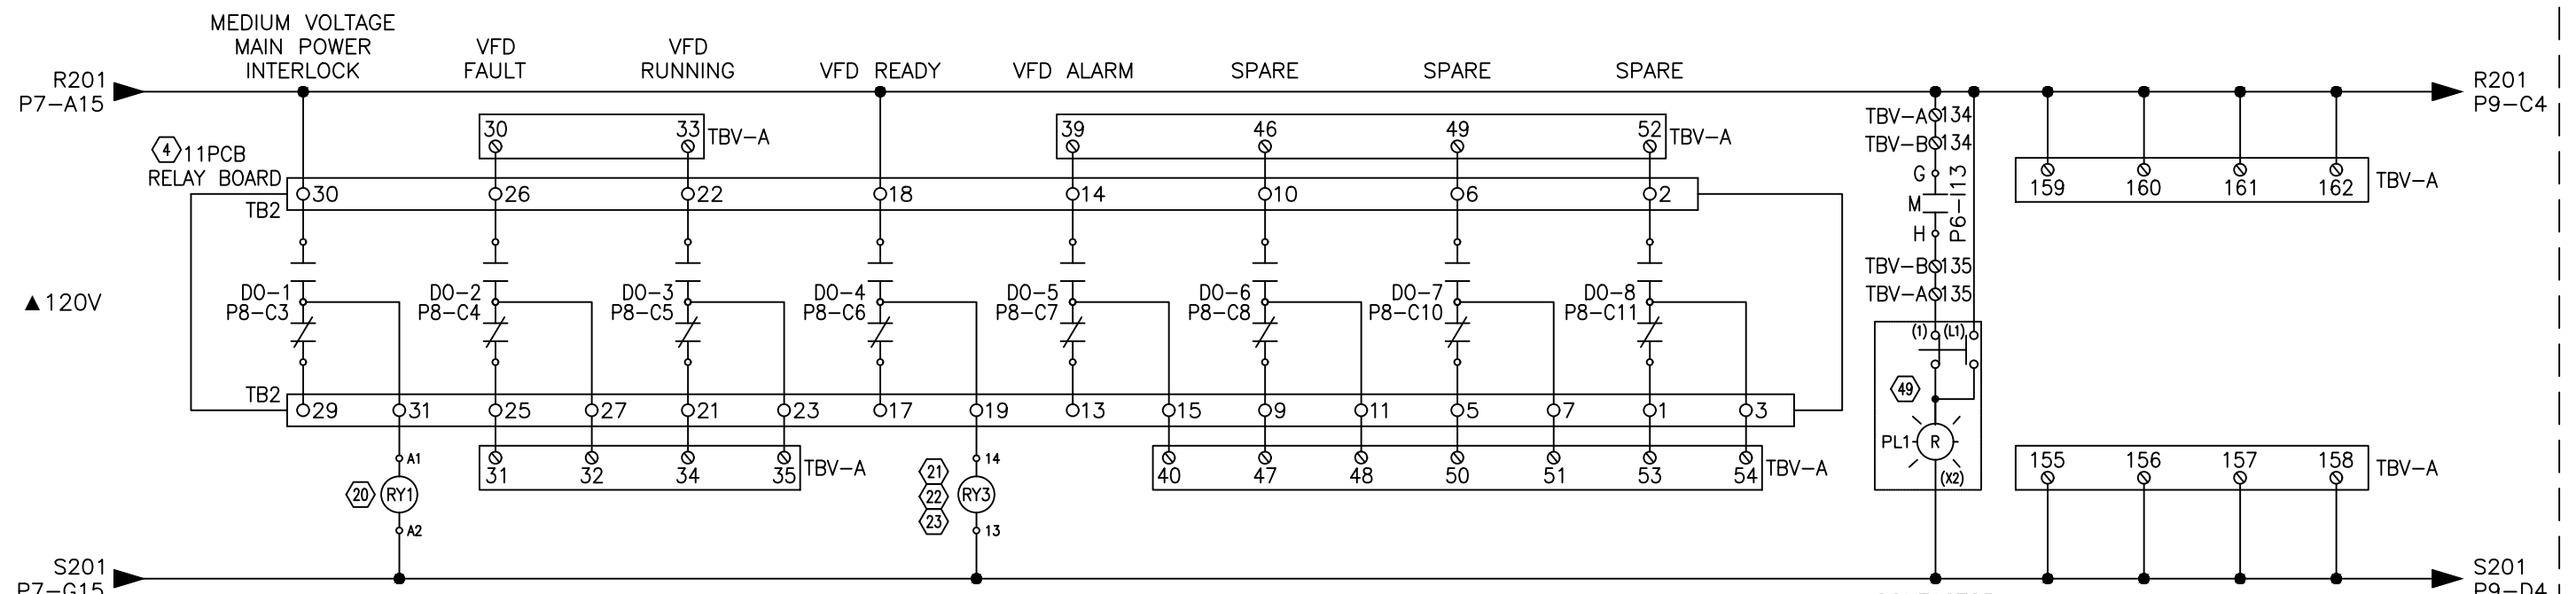 MEDIUM VOLTAGE
MAIN POWER
INTERLOCK
VFD
FAULT
VFD
RUNNING
VFD READY
VFD ALARM
SPARE
SPARE
SPARE
R201
P7-A15
R201
P9-C4
30 33 TBV-A
39 46 49 52 TBV-A
TBV-A 134
TBV-B 134
G
M
H
P6-I13
TBV-B 135
TBV-A 135
159 160 161 162 TBV-A
4 11PCB
RELAY BOARD
TB2
30 26 22 18 14 10 6 2
▲120V
DO-1
P8-C3
DO-2
P8-C4
DO-3
P8-C5
DO-4
P8-C6
DO-5
P8-C7
DO-6
P8-C8
DO-7
P8-C10
DO-8
P8-C11
(1) (L1)
49
PL1 R
(X2)
TB2
29 31 25 27 21 23 17 19 13 15 9 11 5 7 1 3
31 32 34 35 TBV-A
40 47 48 50 51 53 54 TBV-A
155 156 157 158 TBV-A
A1
20 RY1
A2
21
22
23
14
RY3
13
S201
P7-G15
S201
P9-D4